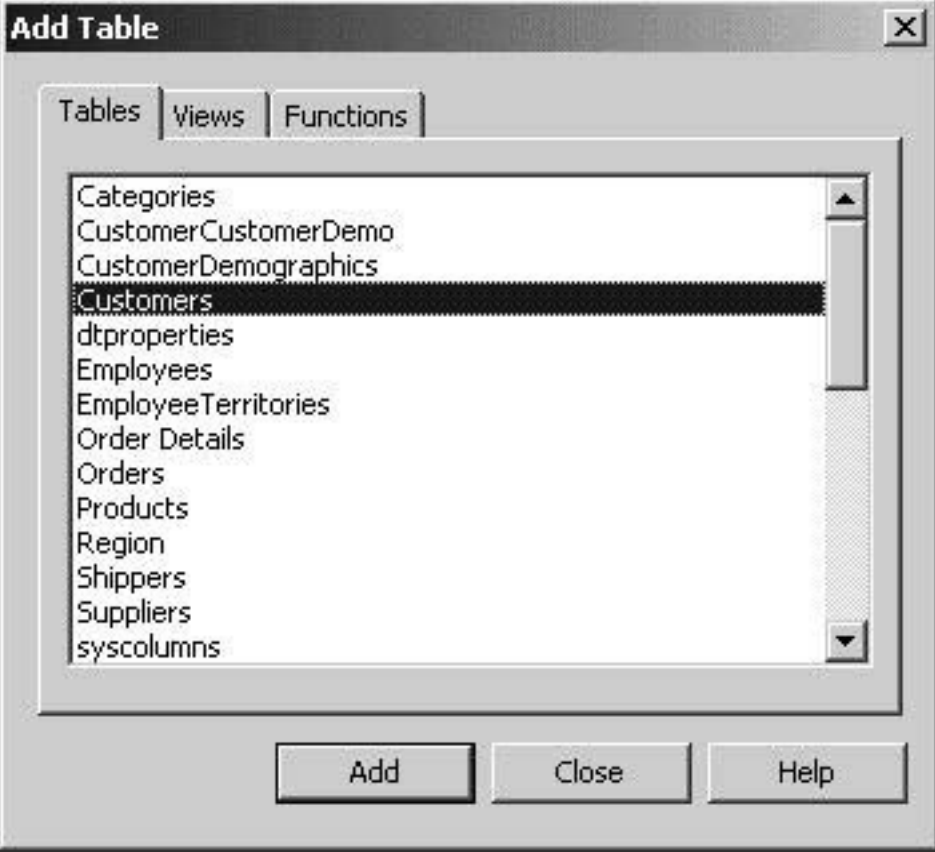 Add Table
Tables Views Functions
Categories
CustomerCustomerDemo
CustomerDemographics
Customers
dtproperties
Employees
EmployeeTerritories
Order Details
Orders
Products
Region
Shippers
Suppliers
syscolumns
Add Close Help